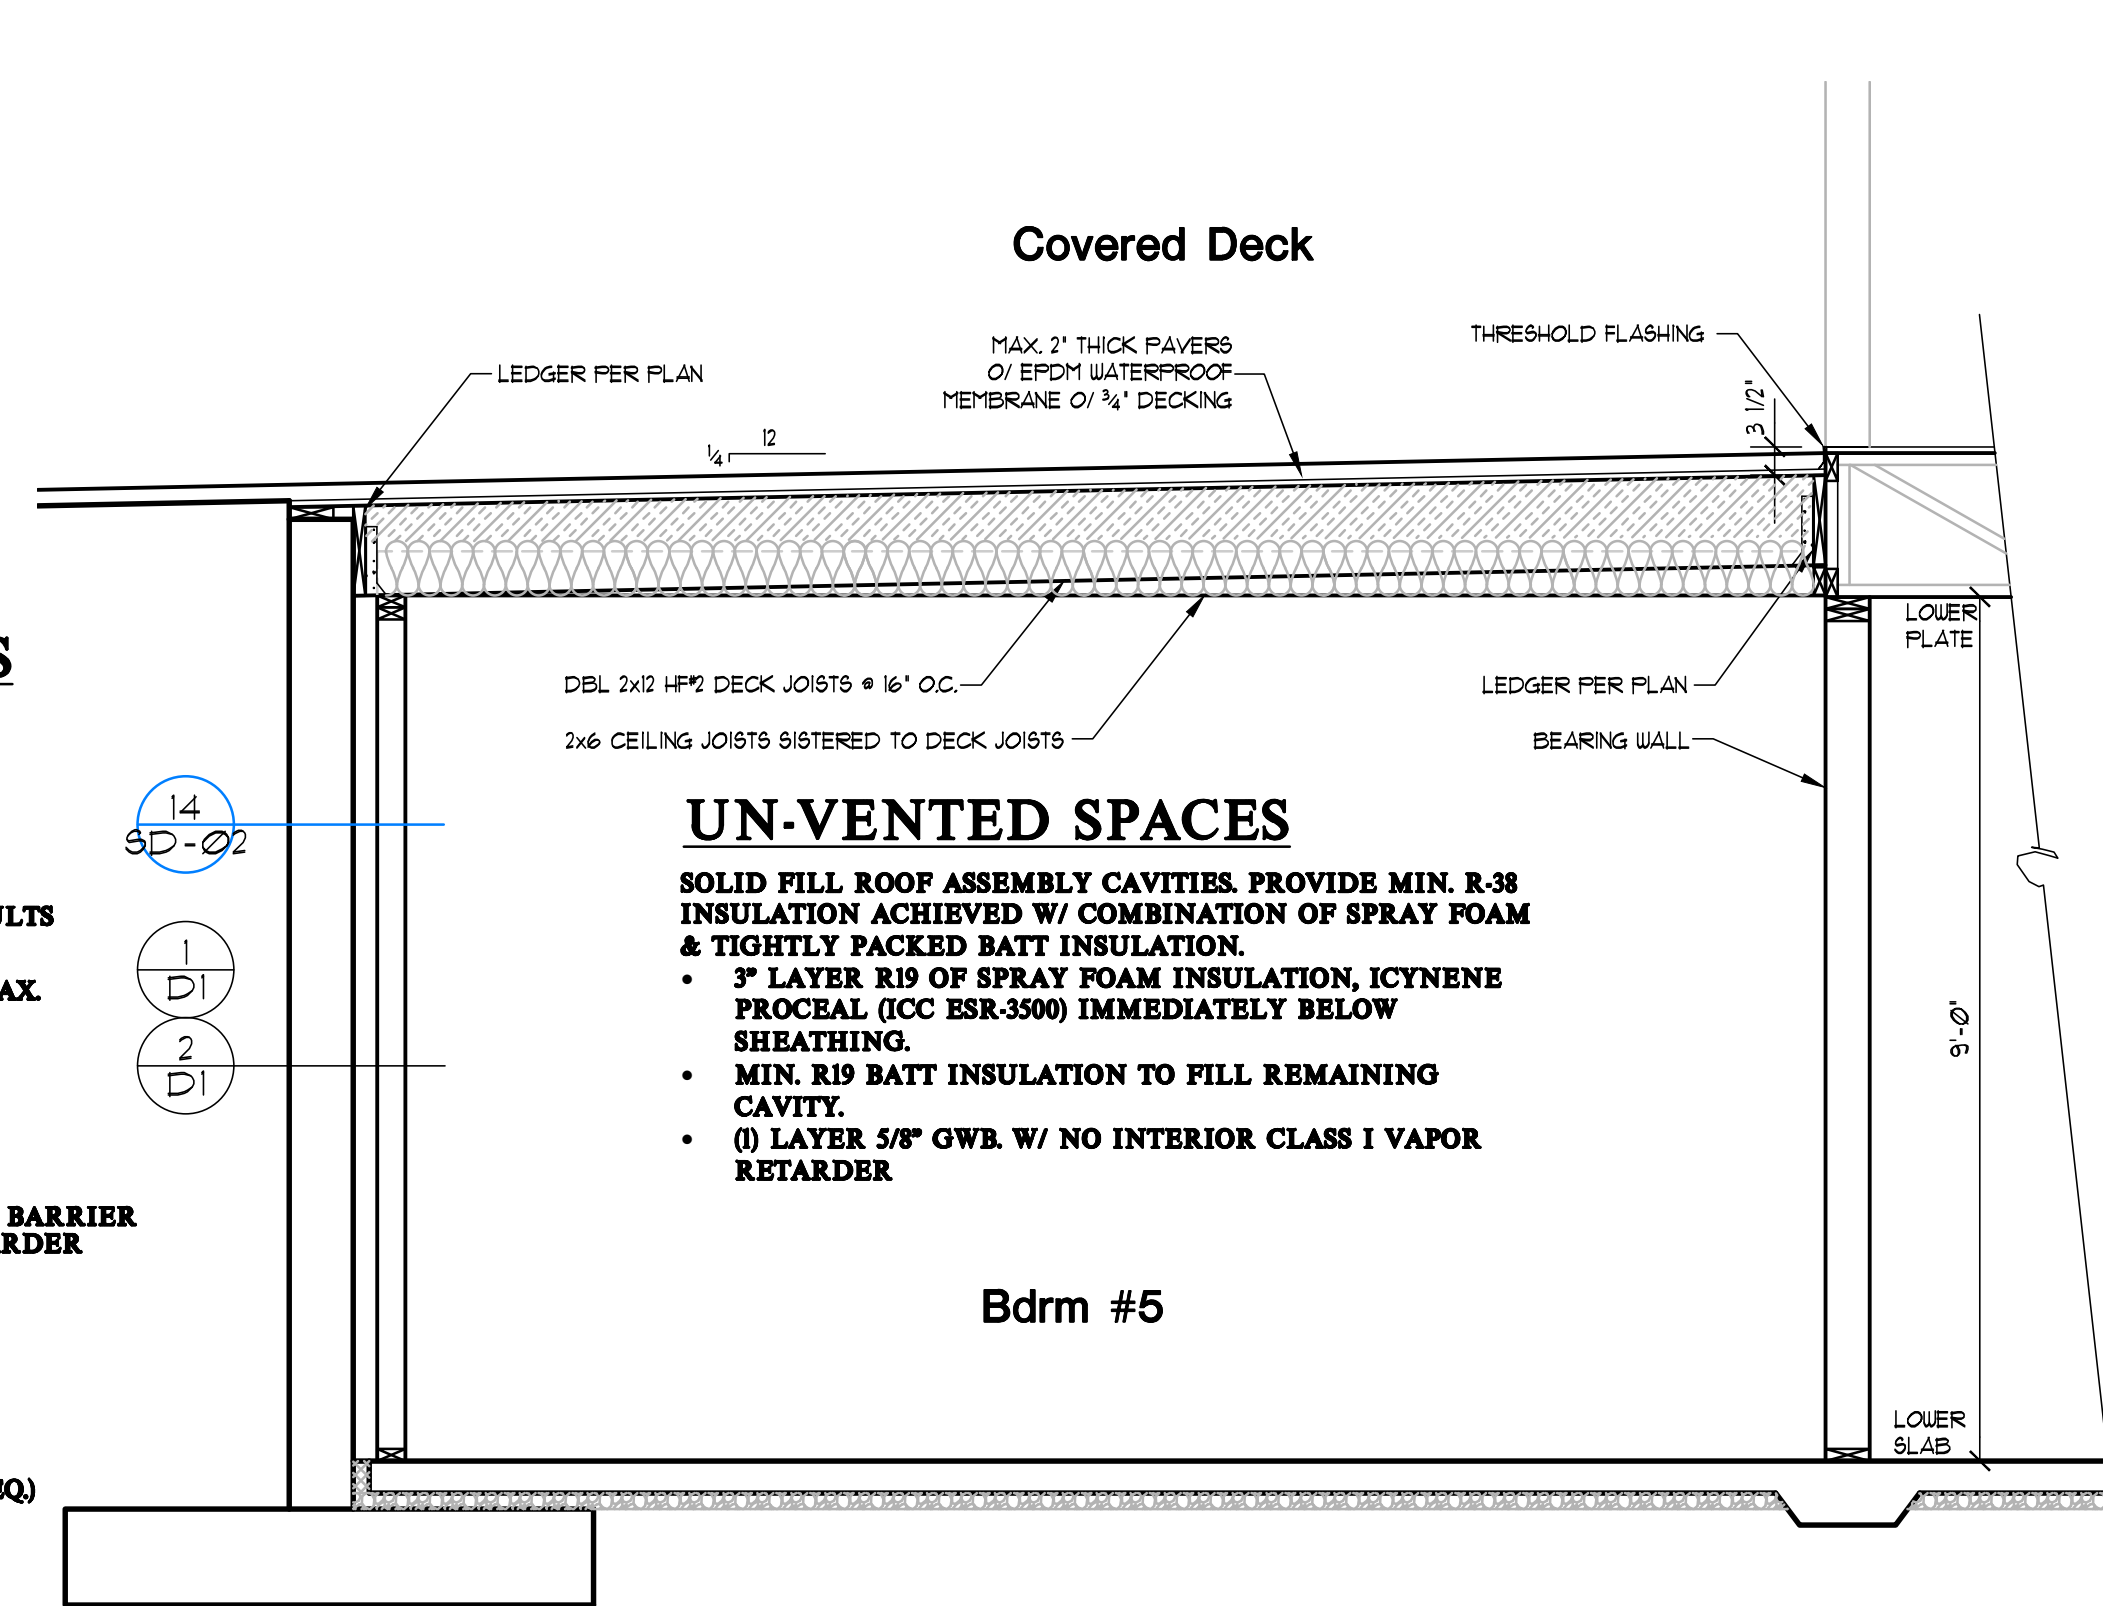 Covered Deck
THRESHOLD FLASHING
MAX. 2" THICK PAVERS
O/ EPDM WATERPROOF
MEMBRANE O/ ¾" DECKING
LEDGER PER PLAN
3 1/2"
12
¼
LOWER
PLATE
DBL 2x12 HF#2 DECK JOISTS @ 16" O.C.
LEDGER PER PLAN
2x6 CEILING JOISTS SISTERED TO DECK JOISTS
BEARING WALL
S
14
SD-Ø2
UN-VENTED SPACES
SOLID FILL ROOF ASSEMBLY CAVITIES. PROVIDE MIN. R-38
INSULATION ACHIEVED W/ COMBINATION OF SPRAY FOAM
& TIGHTLY PACKED BATT INSULATION.
• 3" LAYER R19 OF SPRAY FOAM INSULATION, ICYNENE
PROCEAL (ICC ESR-3500) IMMEDIATELY BELOW
SHEATHING.
• MIN. R19 BATT INSULATION TO FILL REMAINING
CAVITY.
• (1) LAYER 5/8" GWB. W/ NO INTERIOR CLASS I VAPOR
RETARDER
ULTS
1
D1
AX.
2
D1
9'-Ø"
BARRIER
RDER
Bdrm #5
LOWER
SLAB
EQ.)